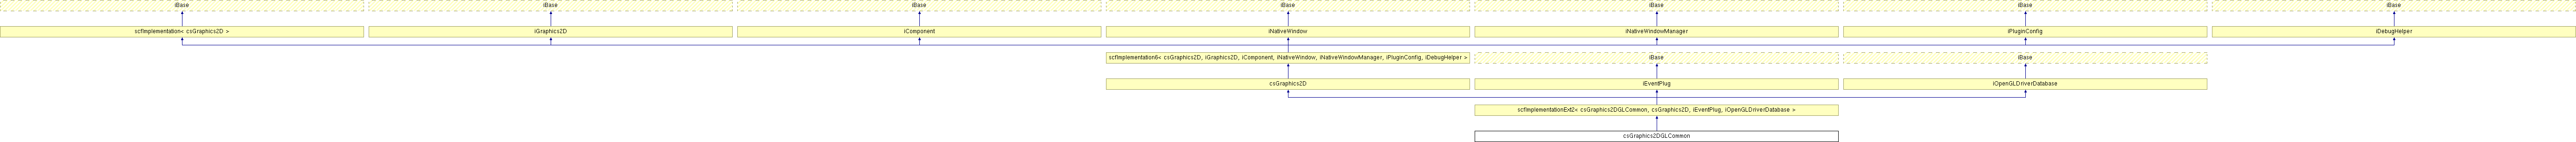 iBase iBase iBase iBase iBase iBase iBase
scfImplementation< csGraphics2D > iGraphics2D iComponent iNativeWindow iNativeWindowManager iPluginConfig iDebugHelper
scfImplementation6< csGraphics2D, iGraphics2D, iComponent, iNativeWindow, iNativeWindowManager, iPluginConfig, iDebugHelper > iBase iBase
csGraphics2D iEventPlug iOpenGLDriverDatabase
scfImplementationExt2< csGraphics2DGLCommon, csGraphics2D, iEventPlug, iOpenGLDriverDatabase >
csGraphics2DGLCommon